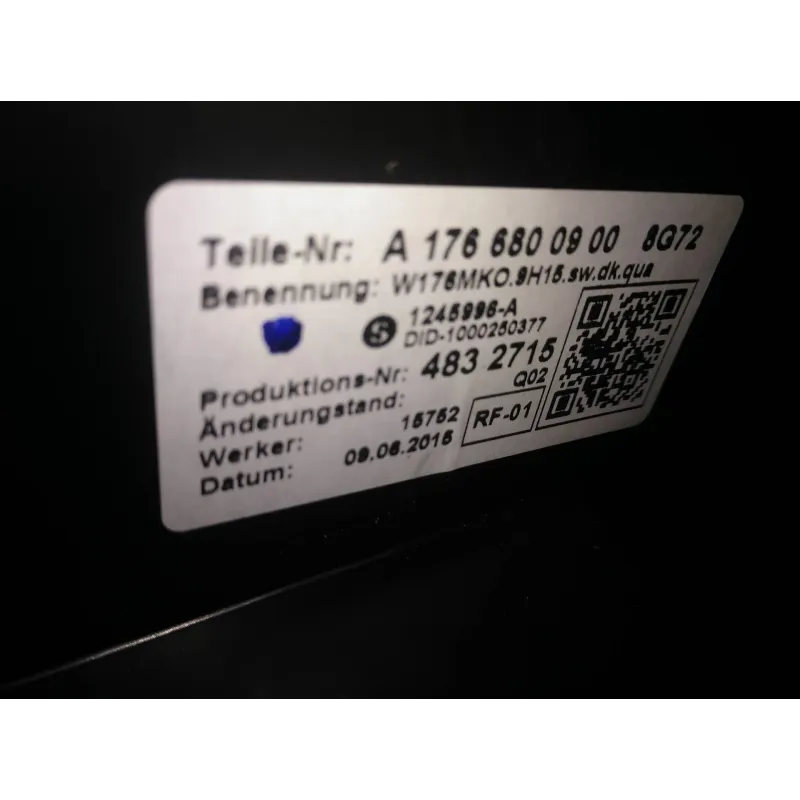 Teile-Nr: A 176 680 09 00 8G72
Benennung: W176MKO.9H15.sw.dk.qua
S 1245996-A
DID-1000250377
Produktions-Nr: 483 2715
Änderungstand: Q02
Werker: 15752 RF-01
Datum: 09.06.2015